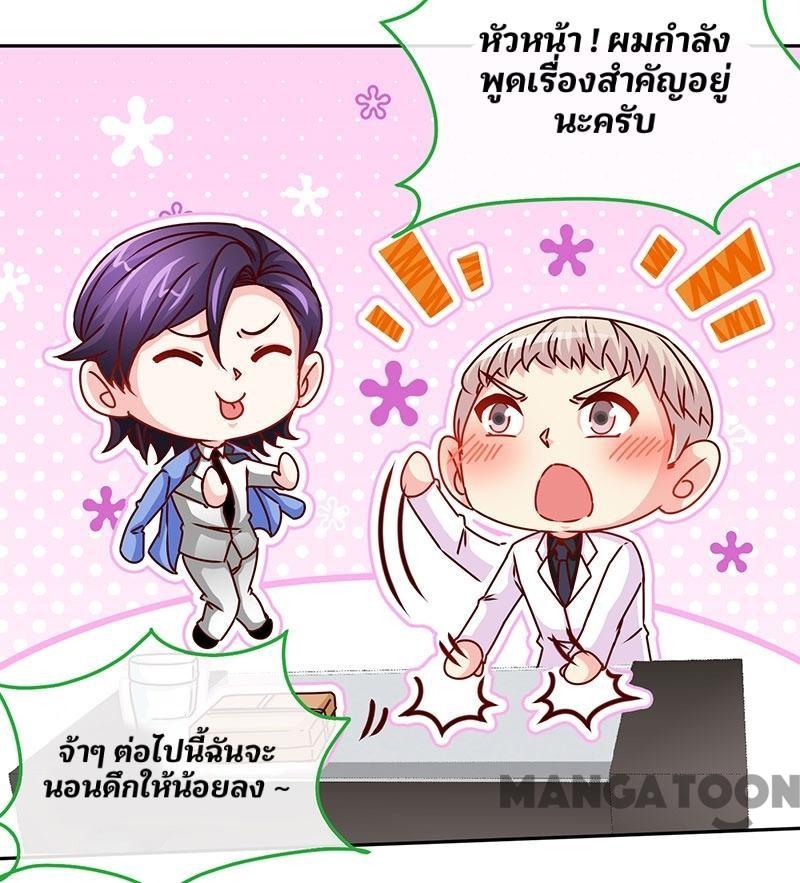 หัวหน้า ! ผมกำลัง
พูดเรื่องสำคัญอยู่
นะครับ
จ้าๆ ต่อไปนี้ฉันจะ
นอนดึกให้น้อยลง ~
MANGATOON